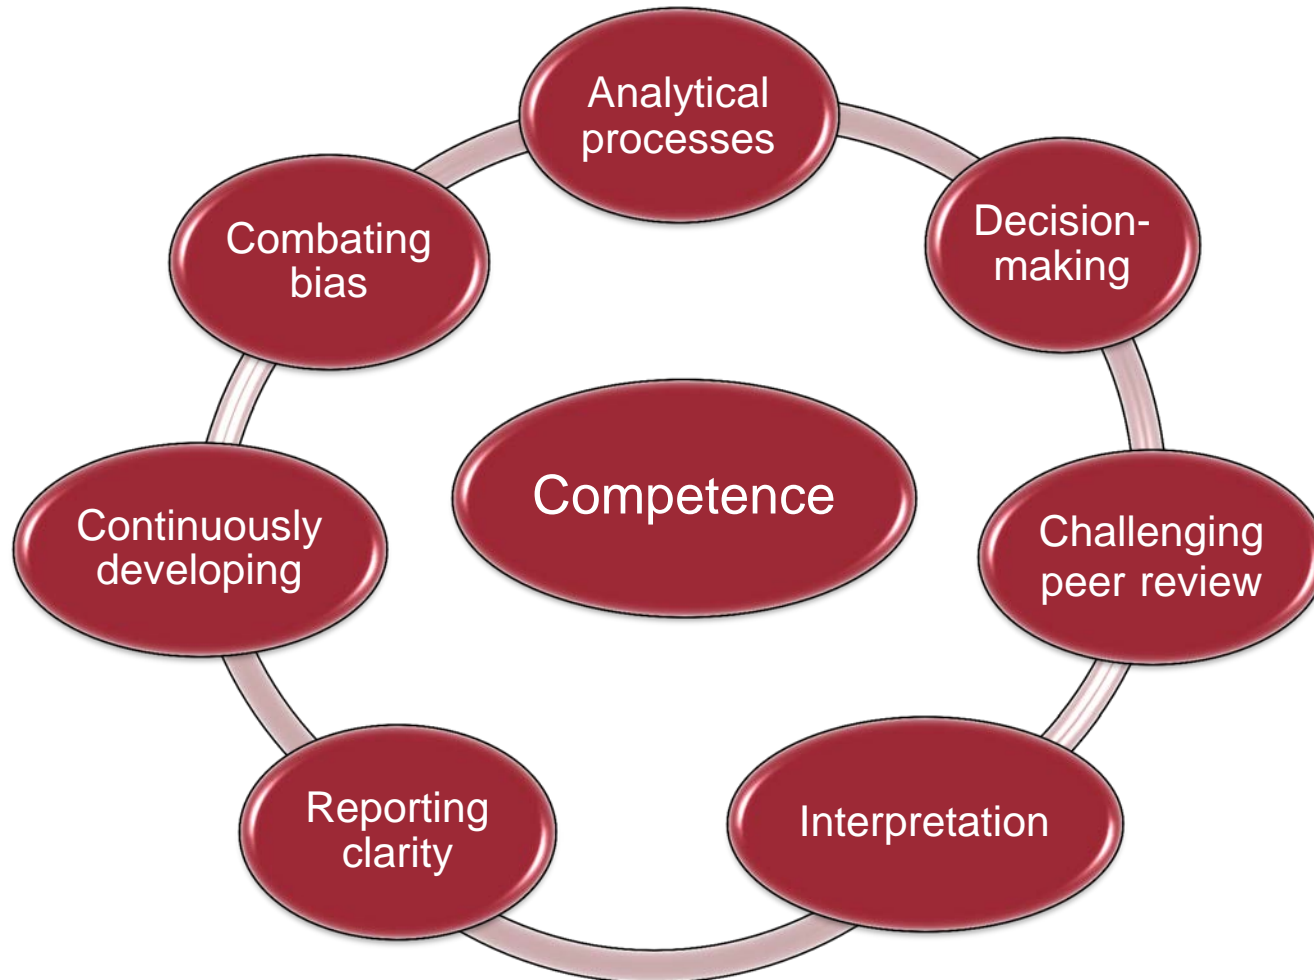 Analytical
processes
Decision-
making
Challenging
peer review
Interpretation
Reporting
clarity
Continuously
developing
Combating
bias
Competence